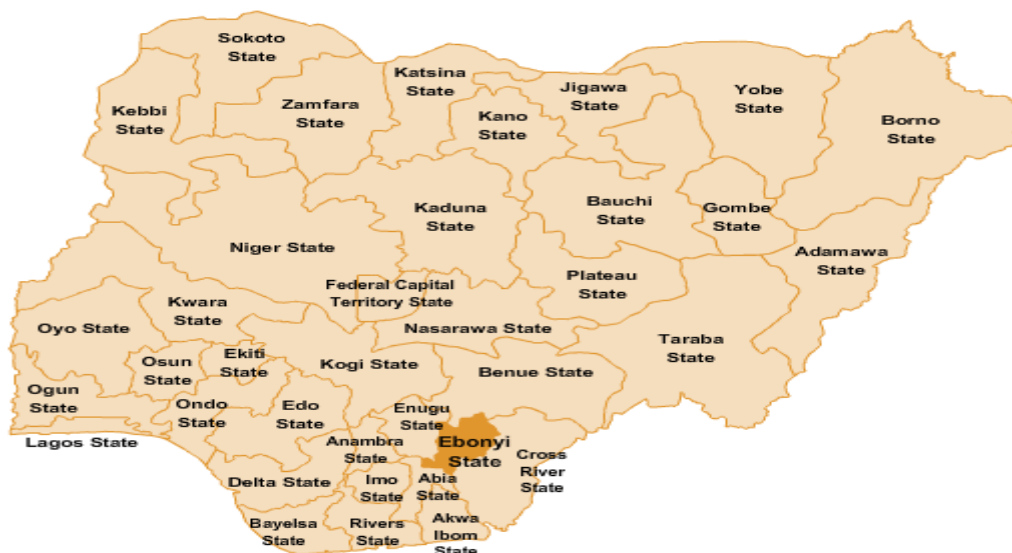 Sokoto
State
Katsina
State
Jigawa
State
Yobe
State
Kebbi
State
Zamfara
State
Kano
State
Borno
State
Kaduna
State
Bauchi
State
Gombe
State
Niger State
Adamawa
State
Federal Capital
Territory State
Plateau
State
Kwara
State
Oyo State
Nasarawa State
Taraba
State
Osun
State
Ekiti
State
Kogi State
Benue State
Ogun
State
Ondo
State
Edo
State
Enugu
State
Lagos State
Anambra
State
Ebonyi
State
Cross
River
State
Delta State
Imo
State
Abia
State
Bayelsa
State
Rivers
State
Akwa
Ibom
State